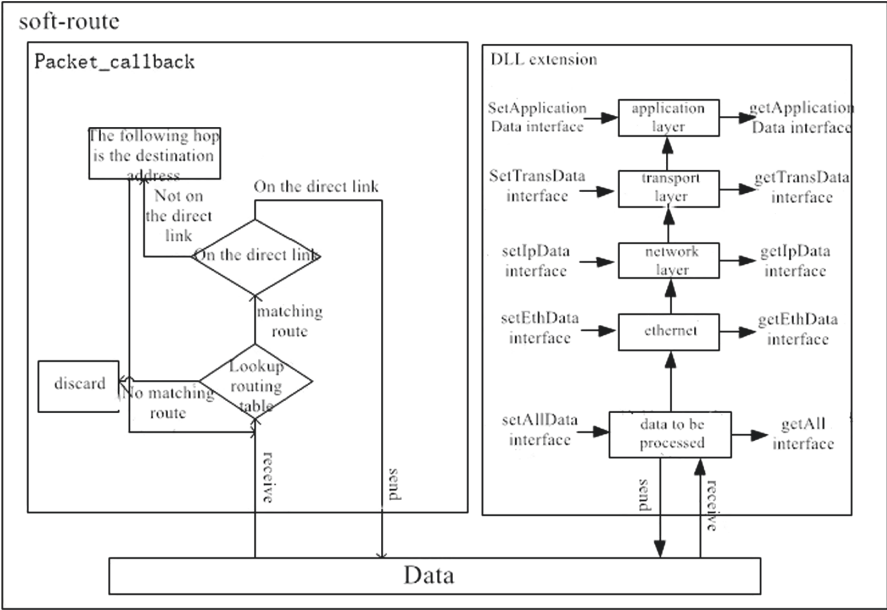 soft-route
Packet_callback
The following hop
is the destination
address
Not on
the direct
link
On the direct link
On the direct link
matching
route
Lookup
routing
table
discard
No matching
route
receive
send
DLL extension
SetApplication
Data interface
application
layer
getApplication
Data interface
SetTransData
interface
transport
layer
getTransData
interface
setIpData
interface
network
layer
getIpData
interface
setEthData
interface
ethernet
getEthData
interface
setAllData
interface
data to be
processed
getAll
interface
send
receive
Data